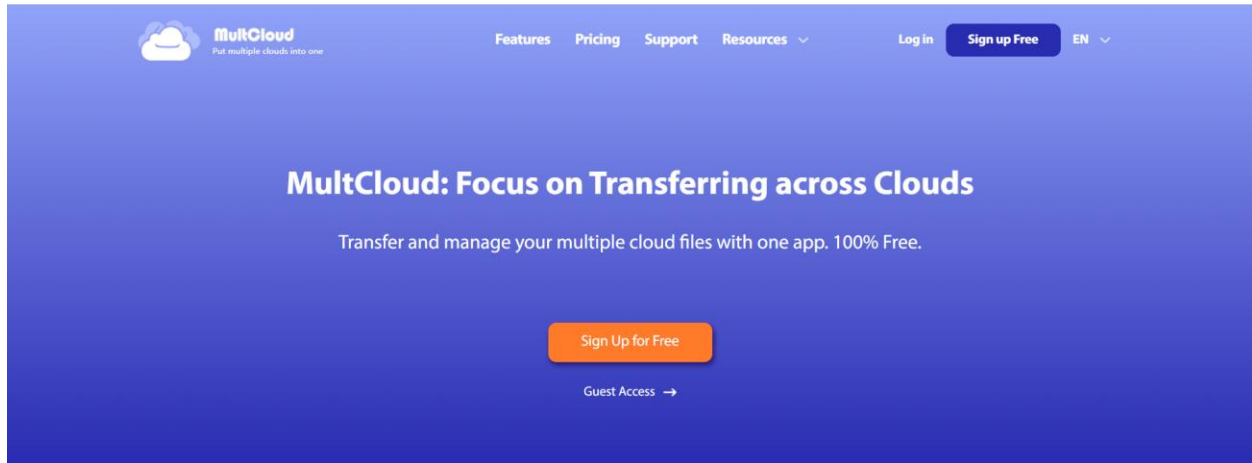 MultCloud
Put multiple clouds into one
Features Pricing Support Resources
Log in Sign up Free EN
MultCloud: Focus on Transferring across Clouds
Transfer and manage your multiple cloud files with one app. 100% Free.
Sign Up for Free
Guest Access →